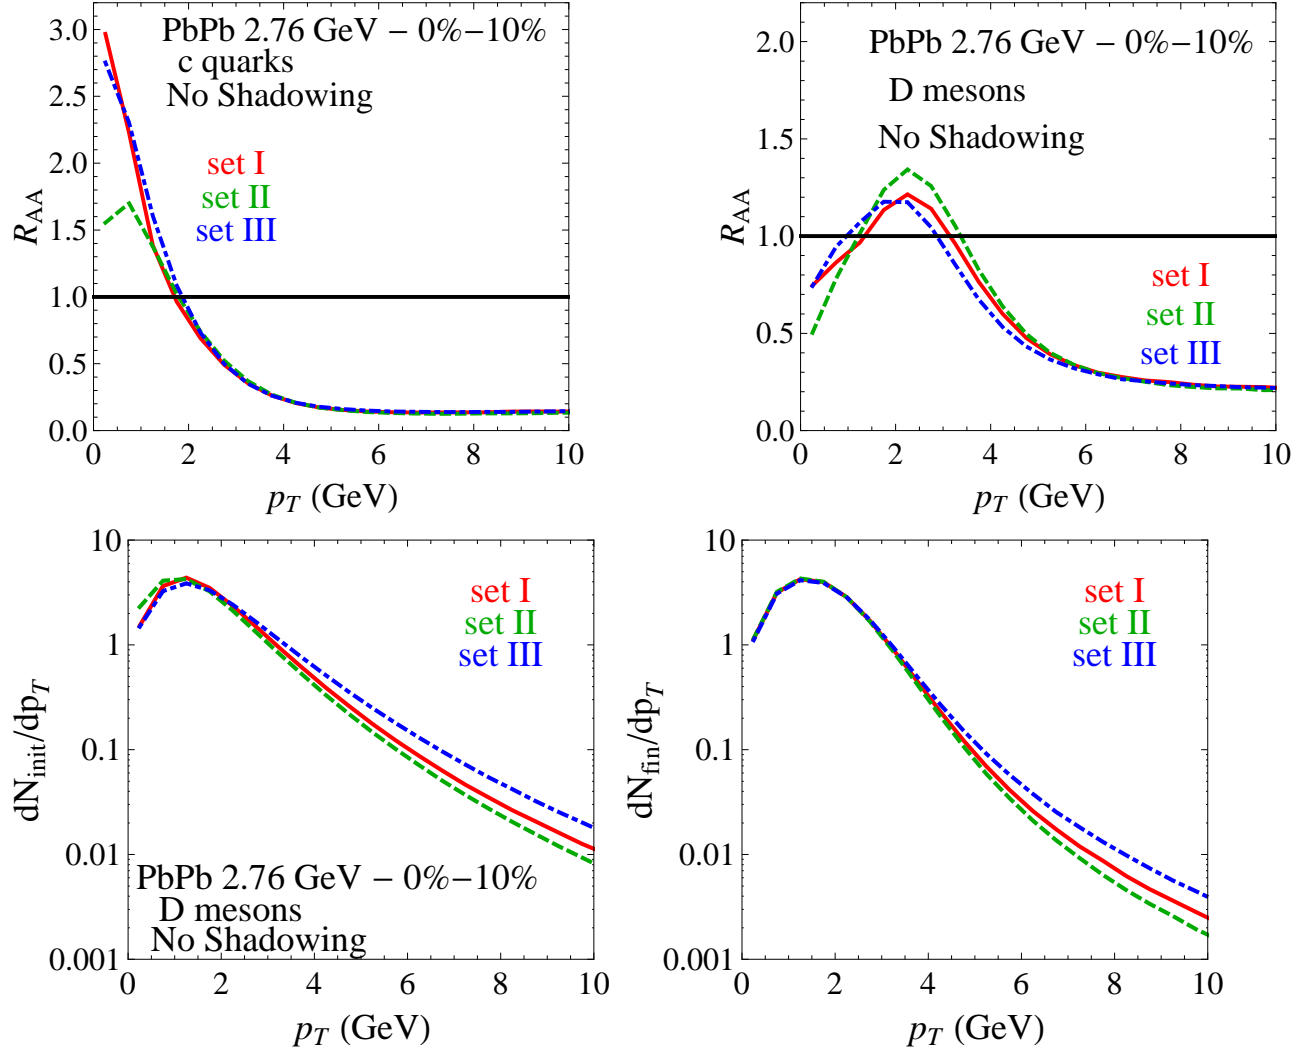 PbPb 2.76 GeV – 0%–10%
c quarks
No Shadowing
set I
set II
set III
R_AA
3.0
2.5
2.0
1.5
1.0
0.5
0.0
0 2 4 6 8 10
p_T (GeV)
PbPb 2.76 GeV – 0%–10%
D mesons
No Shadowing
set I
set II
set III
R_AA
2.0
1.5
1.0
0.5
0.0
0 2 4 6 8 10
p_T (GeV)
set I
set II
set III
dN_init/dp_T
10
1
0.1
0.01
0.001
PbPb 2.76 GeV – 0%–10%
D mesons
No Shadowing
0 2 4 6 8 10
p_T (GeV)
set I
set II
set III
dN_fin/dp_T
10
1
0.1
0.01
0.001
0 2 4 6 8 10
p_T (GeV)